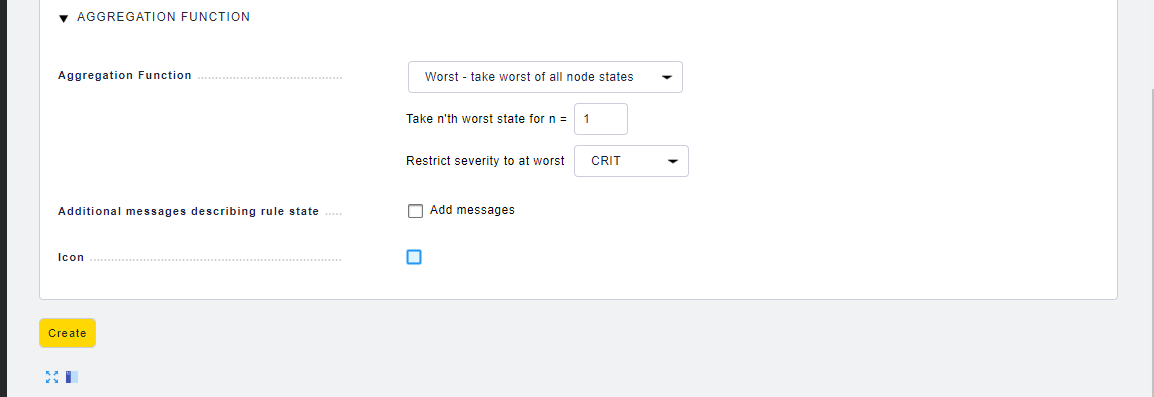 AGGREGATION FUNCTION
Aggregation Function
Worst - take worst of all node states
Take n'th worst state for n = 1
Restrict severity to at worst CRIT
Additional messages describing rule state
Add messages
Icon
Create